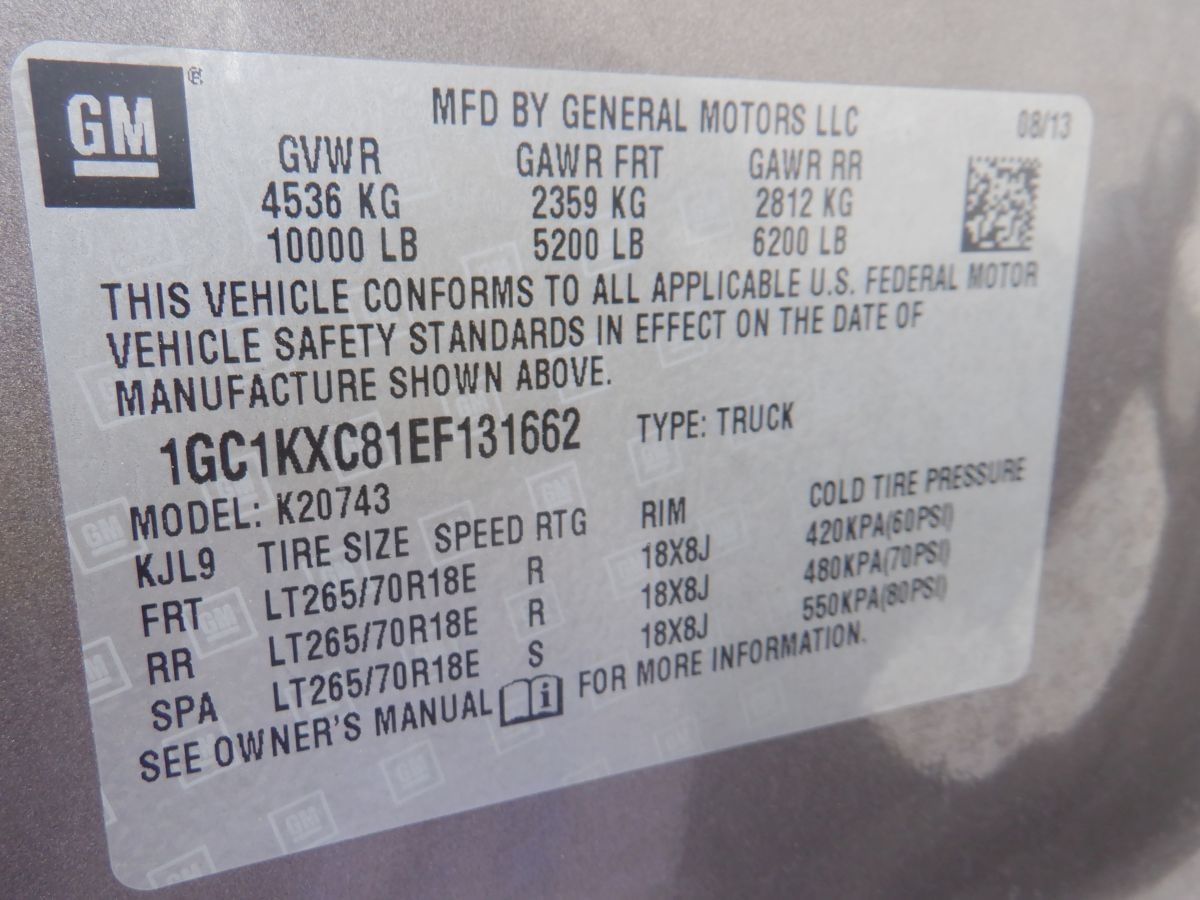 GM
MFD BY GENERAL MOTORS LLC 08/13
GVWR GAWR FRT GAWR RR
4536 KG 2359 KG 2812 KG
10000 LB 5200 LB 6200 LB
THIS VEHICLE CONFORMS TO ALL APPLICABLE U.S. FEDERAL MOTOR
VEHICLE SAFETY STANDARDS IN EFFECT ON THE DATE OF
MANUFACTURE SHOWN ABOVE.
1GC1KXC81EF131662 TYPE: TRUCK
MODEL: K20743
KJL9 TIRE SIZE SPEED RTG RIM COLD TIRE PRESSURE
FRT LT265/70R18E R 18X8J 420KPA(60PSI)
RR LT265/70R18E R 18X8J 480KPA(70PSI)
SPA LT265/70R18E S 18X8J 550KPA(80PSI)
SEE OWNER'S MANUAL i FOR MORE INFORMATION.